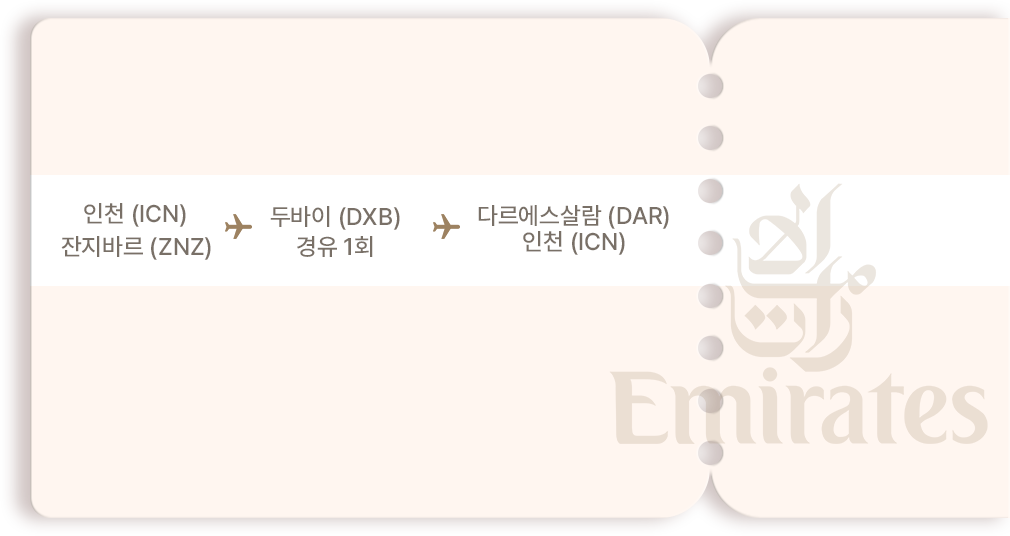 인천 (ICN)
잔지바르 (ZNZ)
두바이 (DXB)
경유 1회
다르에스살람 (DAR)
인천 (ICN)
Emirates